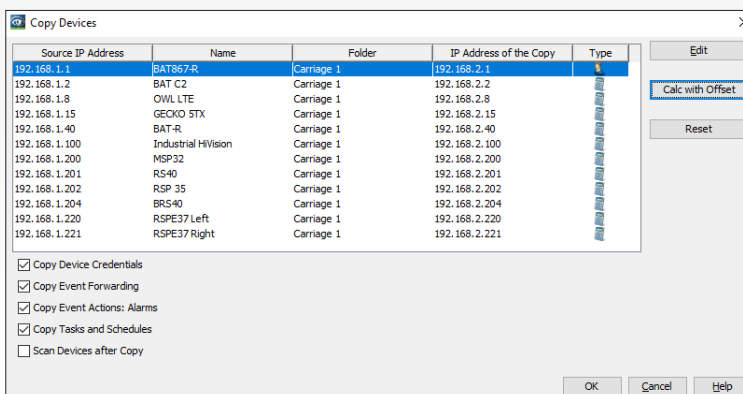 Copy Devices
Source IP Address Name Folder IP Address of the Copy Type
192.168.1.1 BAT867-R Carriage 1 192.168.2.1
192.168.1.2 BAT C2 Carriage 1 192.168.2.2
192.168.1.8 OWL LTE Carriage 1 192.168.2.8
192.168.1.15 GECKO 5TX Carriage 1 192.168.2.15
192.168.1.40 BAT-R Carriage 1 192.168.2.40
192.168.1.100 Industrial HiVision Carriage 1 192.168.2.100
192.168.1.200 MSP32 Carriage 1 192.168.2.200
192.168.1.201 RS40 Carriage 1 192.168.2.201
192.168.1.202 RSP 35 Carriage 1 192.168.2.202
192.168.1.204 BRS40 Carriage 1 192.168.2.204
192.168.1.220 RSPE37 Left Carriage 1 192.168.2.220
192.168.1.221 RSPE37 Right Carriage 1 192.168.2.221
Edit
Calc with Offset
Reset
Copy Device Credentials
Copy Event Forwarding
Copy Event Actions: Alarms
Copy Tasks and Schedules
Scan Devices after Copy
OK Cancel Help